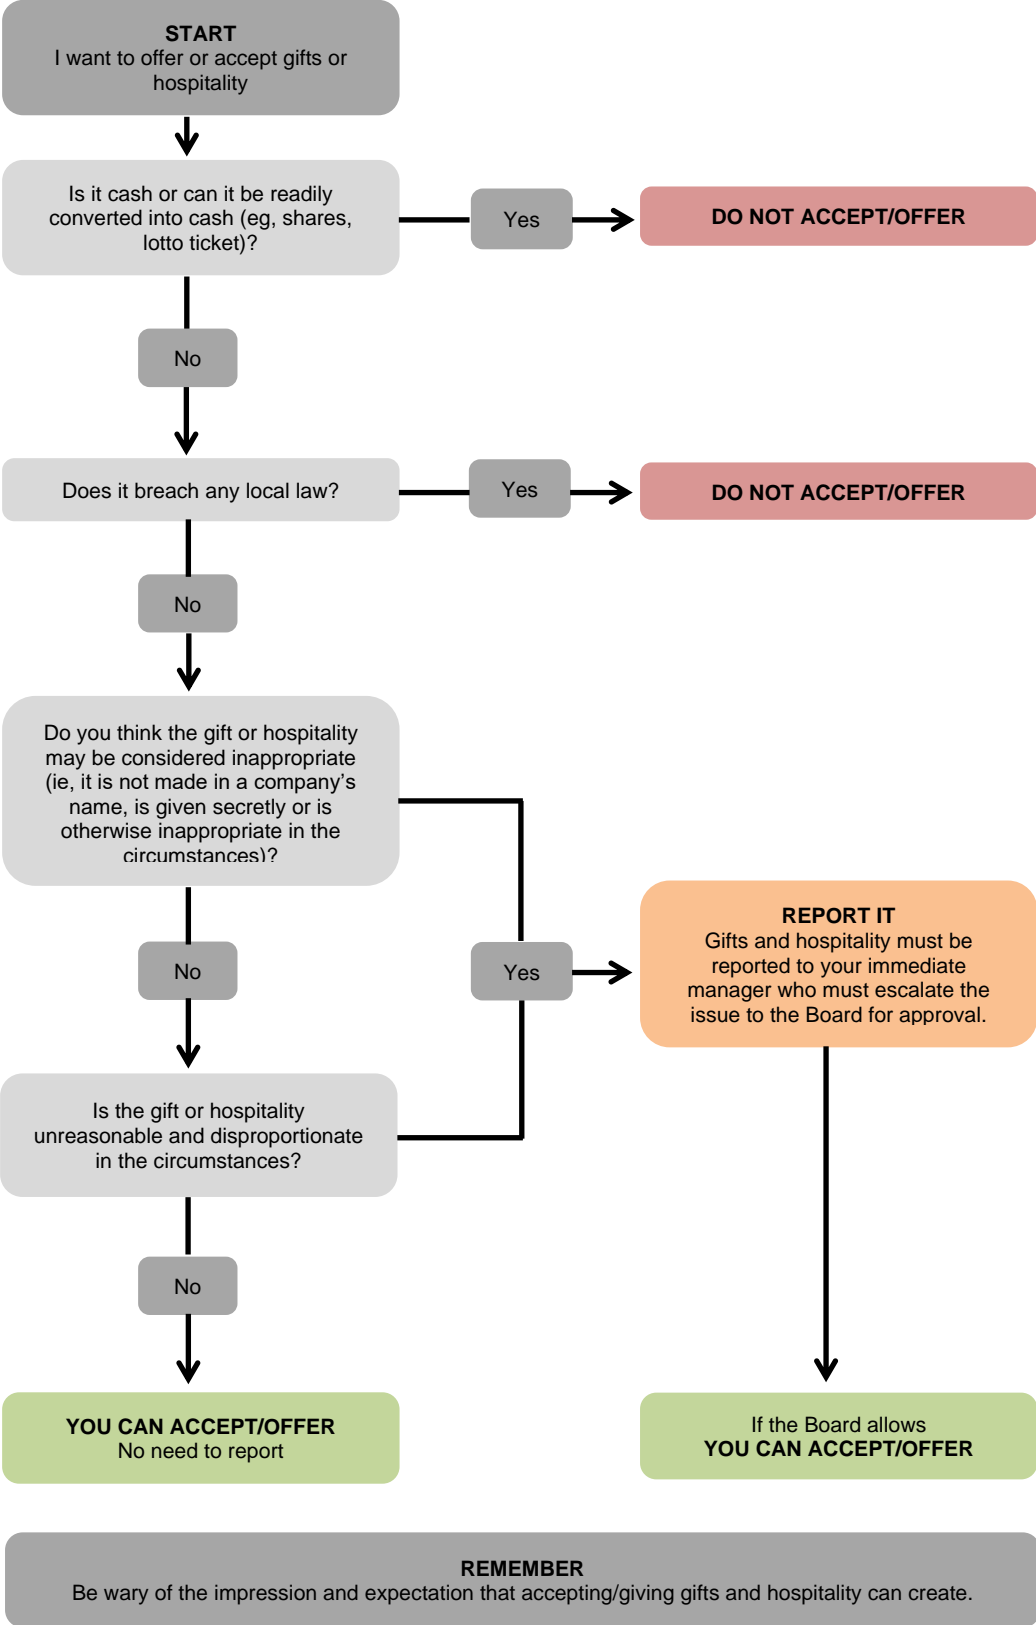 START
I want to offer or accept gifts or
hospitality
Is it cash or can it be readily
converted into cash (eg, shares,
lotto ticket)?
Yes
DO NOT ACCEPT/OFFER
No
Does it breach any local law?
Yes
DO NOT ACCEPT/OFFER
No
Do you think the gift or hospitality
may be considered inappropriate
(ie, it is not made in a company’s
name, is given secretly or is
otherwise inappropriate in the
circumstances)?
No
Yes
REPORT IT
Gifts and hospitality must be
reported to your immediate
manager who must escalate the
issue to the Board for approval.
Is the gift or hospitality
unreasonable and disproportionate
in the circumstances?
No
YOU CAN ACCEPT/OFFER
No need to report
If the Board allows
YOU CAN ACCEPT/OFFER
REMEMBER
Be wary of the impression and expectation that accepting/giving gifts and hospitality can create.